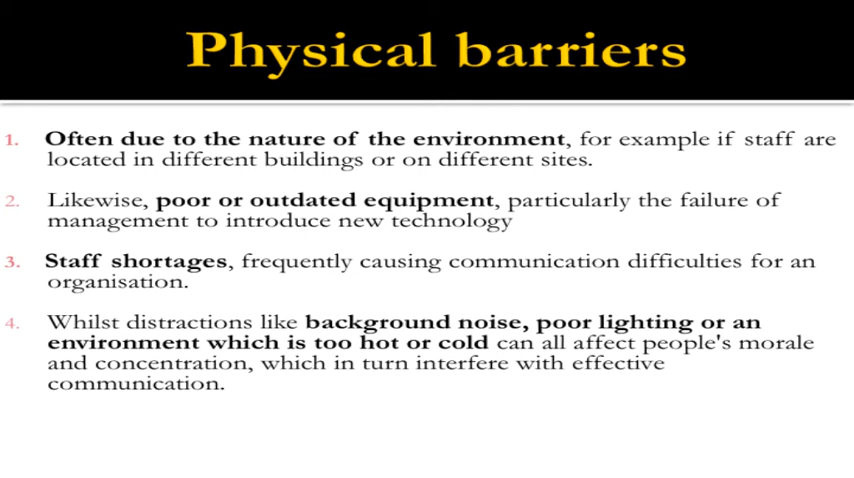 Physical barriers
1. Often due to the nature of the environment, for example if staff are
located in different buildings or on different sites.
2. Likewise, poor or outdated equipment, particularly the failure of
management to introduce new technology
3. Staff shortages, frequently causing communication difficulties for an
organisation.
4. Whilst distractions like background noise, poor lighting or an
environment which is too hot or cold can all affect people's morale
and concentration, which in turn interfere with effective
communication.